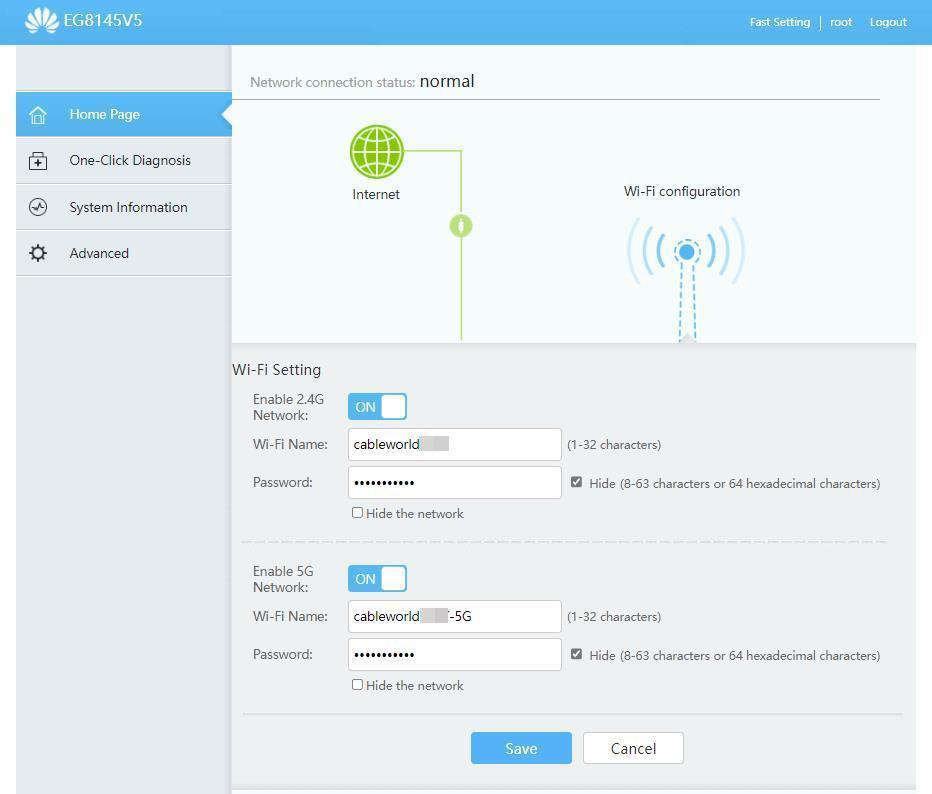 EG8145V5
Fast Setting | root Logout
Network connection status: normal
Home Page
One-Click Diagnosis
System Information
Advanced
Internet
Wi-Fi configuration
Wi-Fi Setting
Enable 2.4G
Network:
ON
Wi-Fi Name:
cableworld
(1-32 characters)
Password:
•••••••••••
Hide (8-63 characters or 64 hexadecimal characters)
Hide the network
Enable 5G
Network:
ON
Wi-Fi Name:
cableworld
-5G
(1-32 characters)
Password:
•••••••••••
Hide (8-63 characters or 64 hexadecimal characters)
Hide the network
Save
Cancel